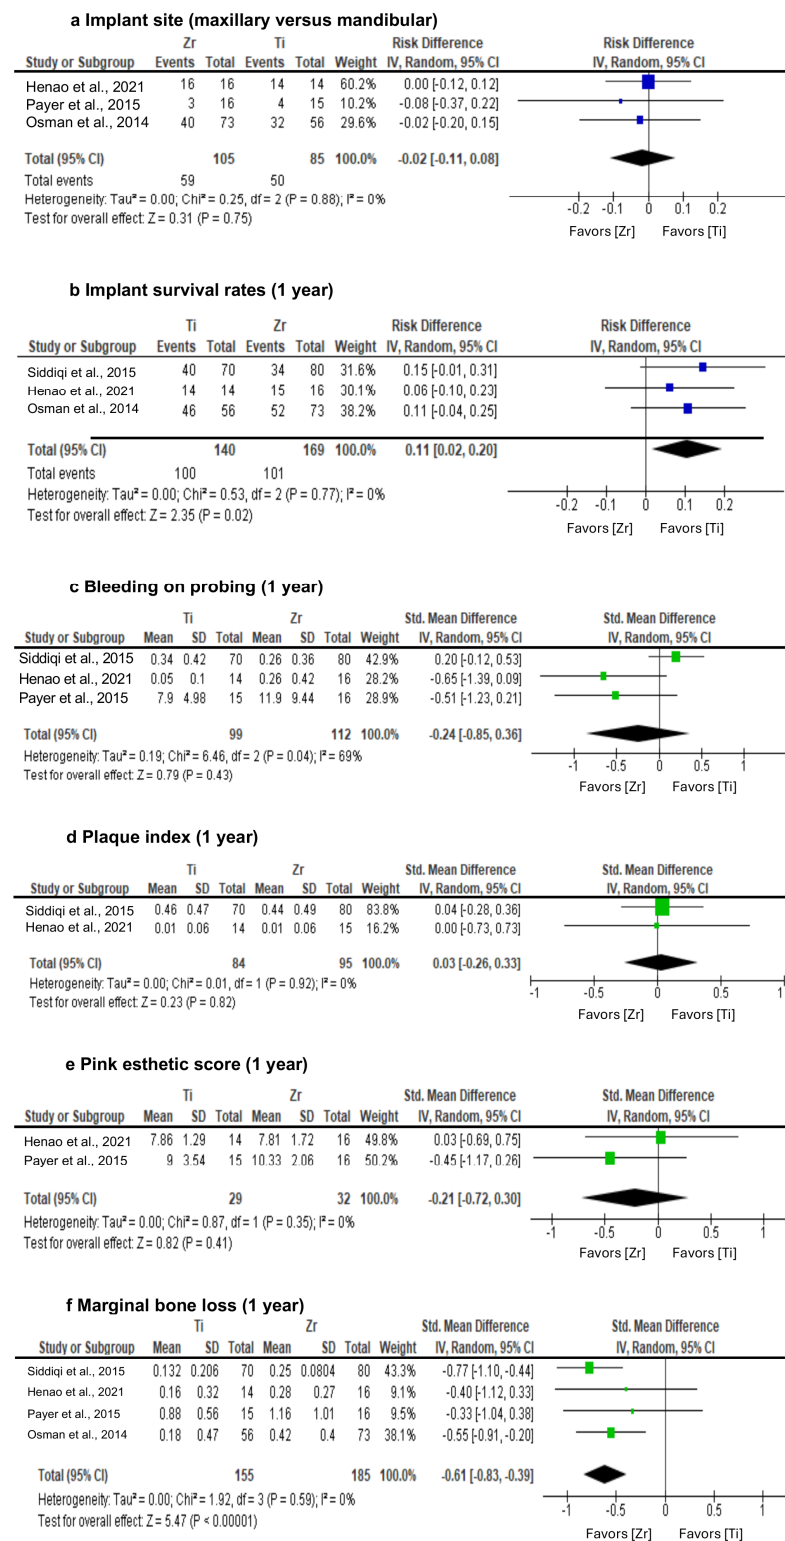 a Implant site (maxillary versus mandibular)
Zr Ti Risk Difference Risk Difference
Study or Subgroup Events Total Events Total Weight IV, Random, 95% CI IV, Random, 95% CI
Henao et al., 2021 16 16 14 14 60.2% 0.00 [-0.12, 0.12]
Payer et al., 2015 3 16 4 15 10.2% -0.08 [-0.37, 0.22]
Osman et al., 2014 40 73 32 56 29.6% -0.02 [-0.20, 0.15]
Total (95% CI) 105 85 100.0% -0.02 [-0.11, 0.08]
Total events 59 50
Heterogeneity: Tau² = 0.00; Chi² = 0.25, df = 2 (P = 0.88); I² = 0%
Test for overall effect: Z = 0.31 (P = 0.75)
-0.2 -0.1 0 0.1 0.2
Favors [Zr] Favors [Ti]
b Implant survival rates (1 year)
Ti Zr Risk Difference Risk Difference
Study or Subgroup Events Total Events Total Weight IV, Random, 95% CI IV, Random, 95% CI
Siddiqi et al., 2015 40 70 34 80 31.6% 0.15 [-0.01, 0.31]
Henao et al., 2021 14 14 15 16 30.1% 0.06 [-0.10, 0.23]
Osman et al., 2014 46 56 52 73 38.2% 0.11 [-0.04, 0.25]
Total (95% CI) 140 169 100.0% 0.11 [0.02, 0.20]
Total events 100 101
Heterogeneity: Tau² = 0.00; Chi² = 0.53, df = 2 (P = 0.77); I² = 0%
Test for overall effect: Z = 2.35 (P = 0.02)
-0.2 -0.1 0 0.1 0.2
Favors [Zr] Favors [Ti]
c Bleeding on probing (1 year)
Ti Zr Std. Mean Difference Std. Mean Difference
Study or Subgroup Mean SD Total Mean SD Total Weight IV, Random, 95% CI IV, Random, 95% CI
Siddiqi et al., 2015 0.34 0.42 70 0.26 0.36 80 42.9% 0.20 [-0.12, 0.53]
Henao et al., 2021 0.05 0.1 14 0.26 0.42 16 28.2% -0.65 [-1.39, 0.09]
Payer et al., 2015 7.9 4.98 15 11.9 9.44 16 28.9% -0.51 [-1.23, 0.21]
Total (95% CI) 99 112 100.0% -0.24 [-0.85, 0.36]
Heterogeneity: Tau² = 0.19; Chi² = 6.46, df = 2 (P = 0.04); I² = 69%
Test for overall effect: Z = 0.79 (P = 0.43)
-1 -0.5 0 0.5 1
Favors [Zr] Favors [Ti]
d Plaque index (1 year)
Ti Zr Std. Mean Difference Std. Mean Difference
Study or Subgroup Mean SD Total Mean SD Total Weight IV, Random, 95% CI IV, Random, 95% CI
Siddiqi et al., 2015 0.46 0.47 70 0.44 0.49 80 83.8% 0.04 [-0.28, 0.36]
Henao et al., 2021 0.01 0.06 14 0.01 0.06 15 16.2% 0.00 [-0.73, 0.73]
Total (95% CI) 84 95 100.0% 0.03 [-0.26, 0.33]
Heterogeneity: Tau² = 0.00; Chi² = 0.01, df = 1 (P = 0.92); I² = 0%
Test for overall effect: Z = 0.23 (P = 0.82)
-1 -0.5 0 0.5 1
Favors [Zr] Favors [Ti]
e Pink esthetic score (1 year)
Ti Zr Std. Mean Difference Std. Mean Difference
Study or Subgroup Mean SD Total Mean SD Total Weight IV, Random, 95% CI IV, Random, 95% CI
Henao et al., 2021 7.86 1.29 14 7.81 1.72 16 49.8% 0.03 [-0.69, 0.75]
Payer et al., 2015 9 3.54 15 10.33 2.06 16 50.2% -0.45 [-1.17, 0.26]
Total (95% CI) 29 32 100.0% -0.21 [-0.72, 0.30]
Heterogeneity: Tau² = 0.00; Chi² = 0.87, df = 1 (P = 0.35); I² = 0%
Test for overall effect: Z = 0.82 (P = 0.41)
-1 -0.5 0 0.5 1
Favors [Zr] Favors [Ti]
f Marginal bone loss (1 year)
Ti Zr Std. Mean Difference Std. Mean Difference
Study or Subgroup Mean SD Total Mean SD Total Weight IV, Random, 95% CI IV, Random, 95% CI
Siddiqi et al., 2015 0.132 0.206 70 0.25 0.0804 80 43.3% -0.77 [-1.10, -0.44]
Henao et al., 2021 0.16 0.32 14 0.28 0.27 16 9.1% -0.40 [-1.12, 0.33]
Payer et al., 2015 0.88 0.56 15 1.16 1.01 16 9.5% -0.33 [-1.04, 0.38]
Osman et al., 2014 0.18 0.47 56 0.42 0.4 73 38.1% -0.55 [-0.91, -0.20]
Total (95% CI) 155 185 100.0% -0.61 [-0.83, -0.39]
Heterogeneity: Tau² = 0.00; Chi² = 1.92, df = 3 (P = 0.59); I² = 0%
Test for overall effect: Z = 5.47 (P < 0.00001)
-1 -0.5 0 0.5 1
Favors [Zr] Favors [Ti]